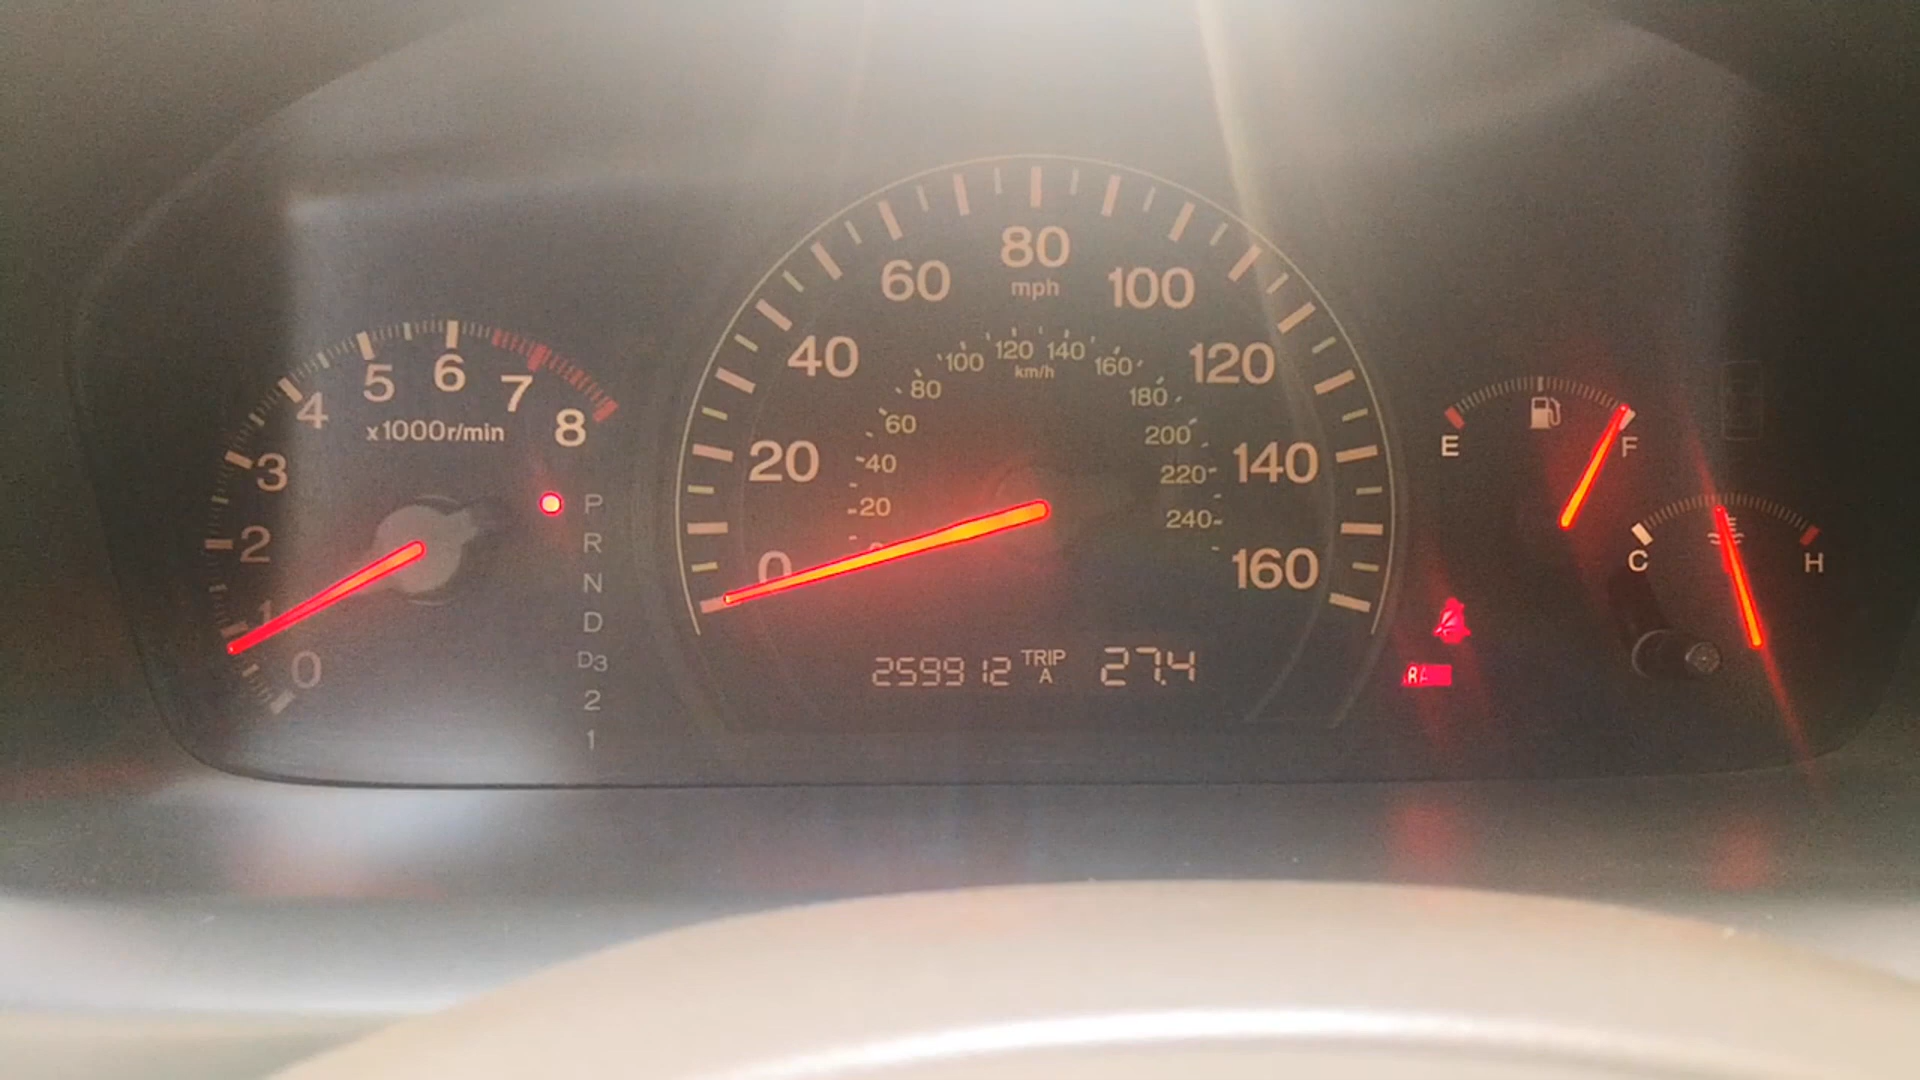 0 1 2 3 4 5 6 7 8
x1000r/min
P
R
N
D
D3
2
1
0 20 40 60 80 100 120 140 160
mph
20 40 60 80 100 120 140 160 180 200 220 240
km/h
259912 TRIP A 27.4
E F
C H